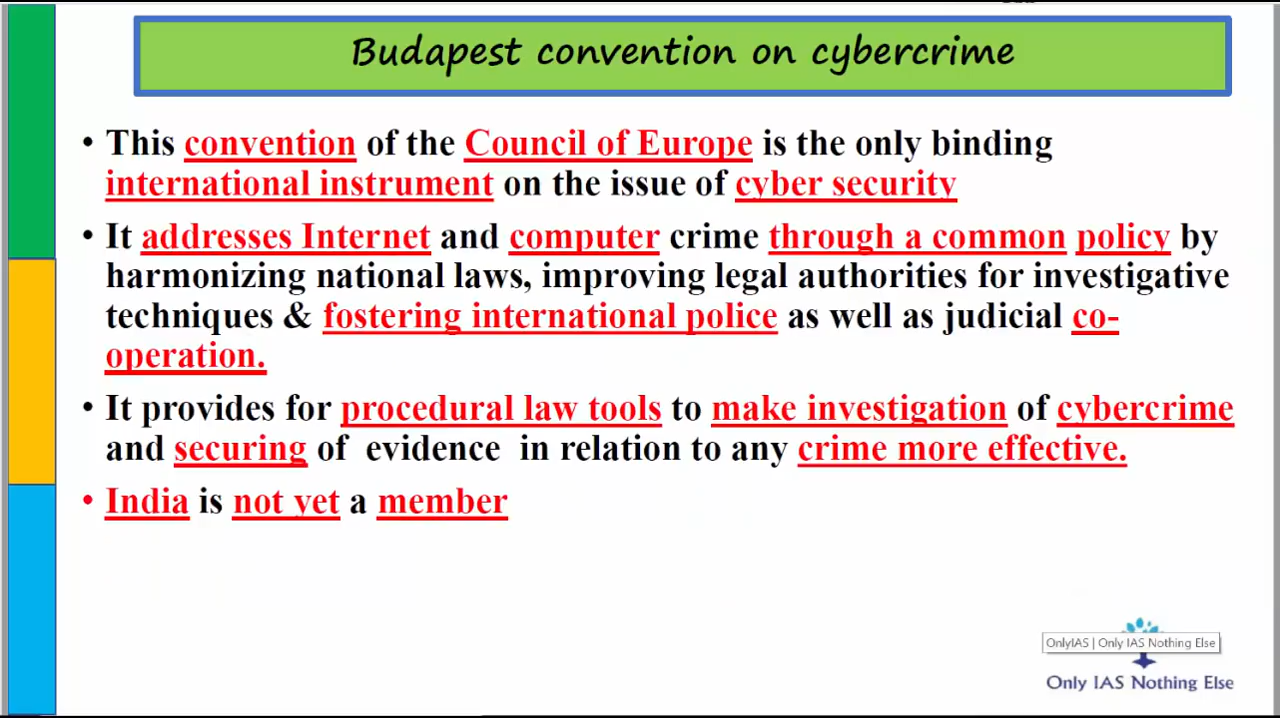 Budapest convention on cybercrime
• This convention of the Council of Europe is the only binding
international instrument on the issue of cyber security
• It addresses Internet and computer crime through a common policy by
harmonizing national laws, improving legal authorities for investigative
techniques & fostering international police as well as judicial co-
operation.
• It provides for procedural law tools to make investigation of cybercrime
and securing of evidence in relation to any crime more effective.
• India is not yet a member
OnlyIAS | Only IAS Nothing Else
Only IAS Nothing Else